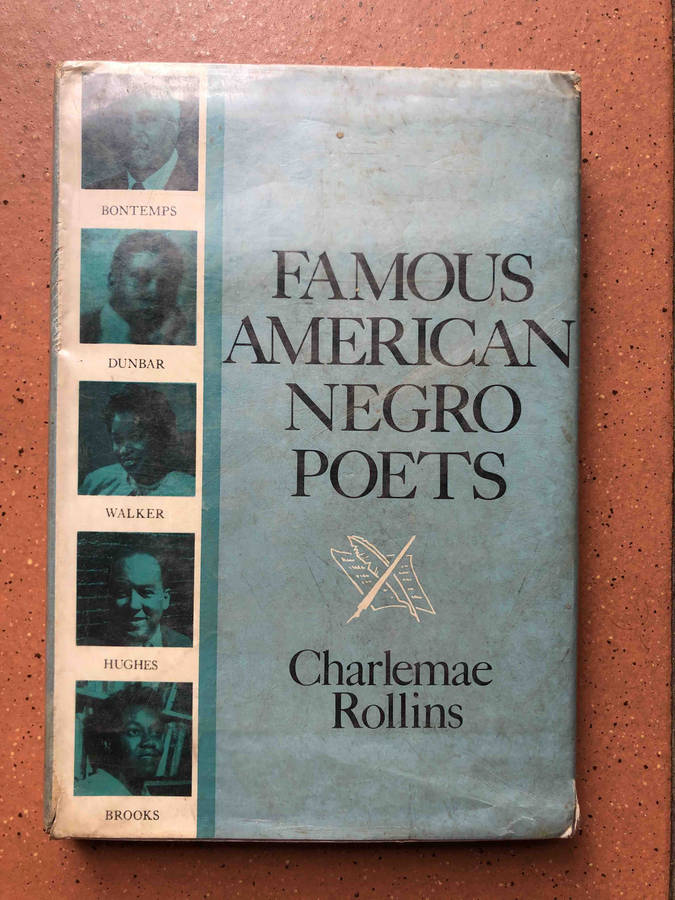 BONTEMPS
DUNBAR
WALKER
HUGHES
BROOKS
FAMOUS
AMERICAN
NEGRO
POETS
Charlemae
Rollins